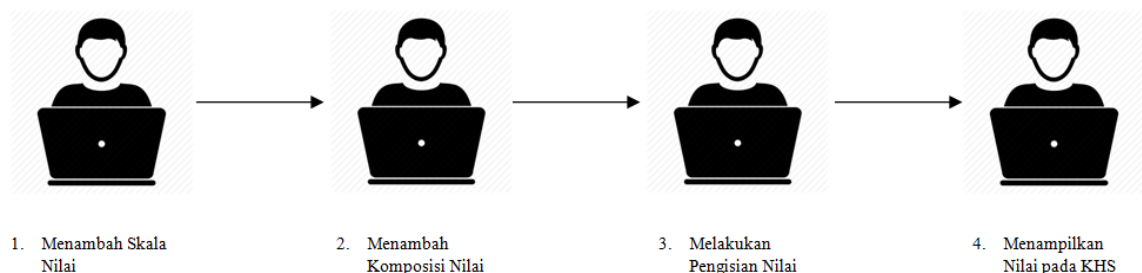 1. Menambah Skala
Nilai
2. Menambah
Komposisi Nilai
3. Melakukan
Pengisian Nilai
4. Menampilkan
Nilai pada KHS